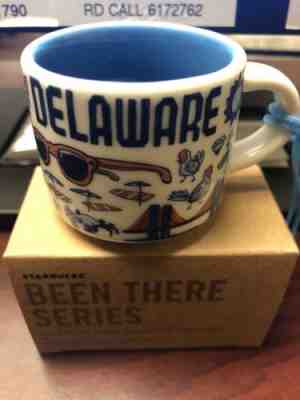 790 RD CALL 6172762
DELAWARE
STARBUCKS
BEEN THERE
SERIES